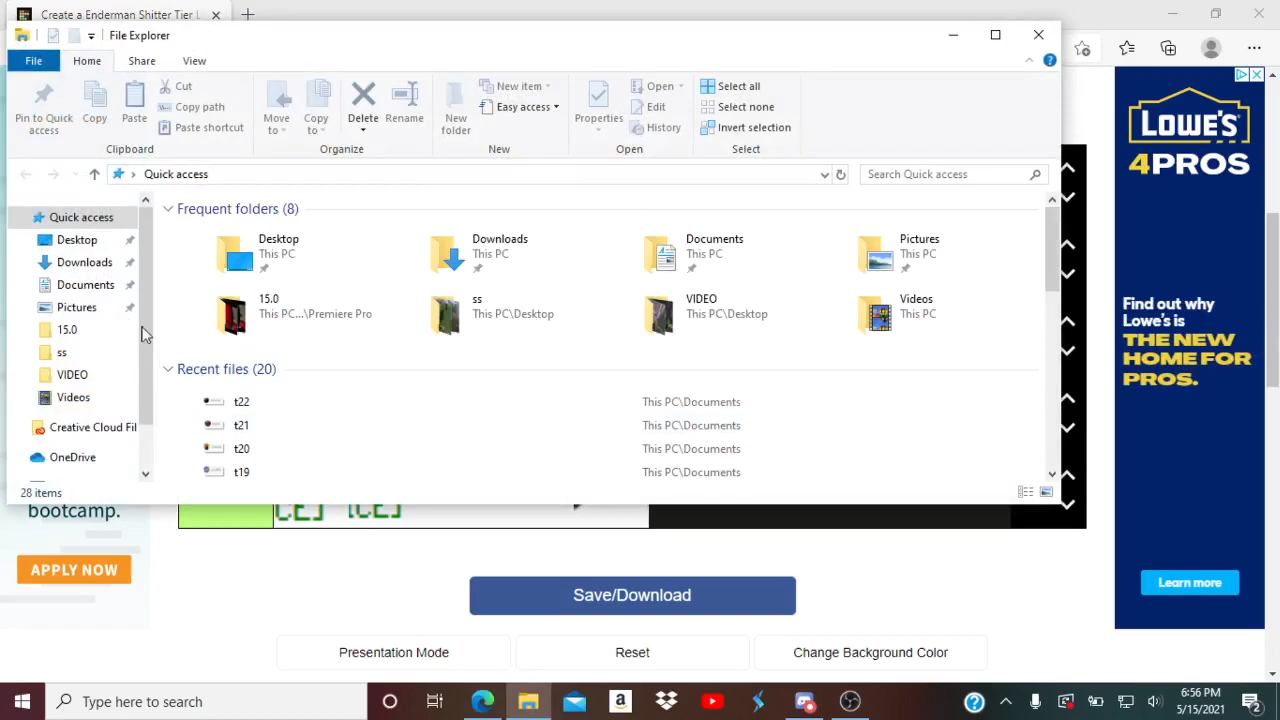 Create a Enderman Shitter Tier L
File Explorer
File Home Share View
Pin to Quick access
Copy
Paste
Cut
Copy path
Paste shortcut
Clipboard
Move to
Copy to
Delete
Rename
Organize
New folder
New item
Easy access
New
Properties
Open
Edit
History
Open
Select all
Select none
Invert selection
Select
Quick access
Search Quick access
Quick access
Desktop
Downloads
Documents
Pictures
15.0
ss
VIDEO
Videos
Creative Cloud Fil
OneDrive
Frequent folders (8)
Desktop
This PC
Downloads
This PC
Documents
This PC
Pictures
This PC
15.0
This PC...\Premiere Pro
ss
This PC\Desktop
VIDEO
This PC\Desktop
Videos
This PC
Recent files (20)
t22 This PC\Documents
t21 This PC\Documents
t20 This PC\Documents
t19 This PC\Documents
28 items
LOWE'S
4PROS
Find out why
Lowe's is
THE NEW
HOME FOR
PROS.
Learn more
bootcamp.
APPLY NOW
Save/Download
Presentation Mode
Reset
Change Background Color
Type here to search
6:56 PM
5/15/2021
2